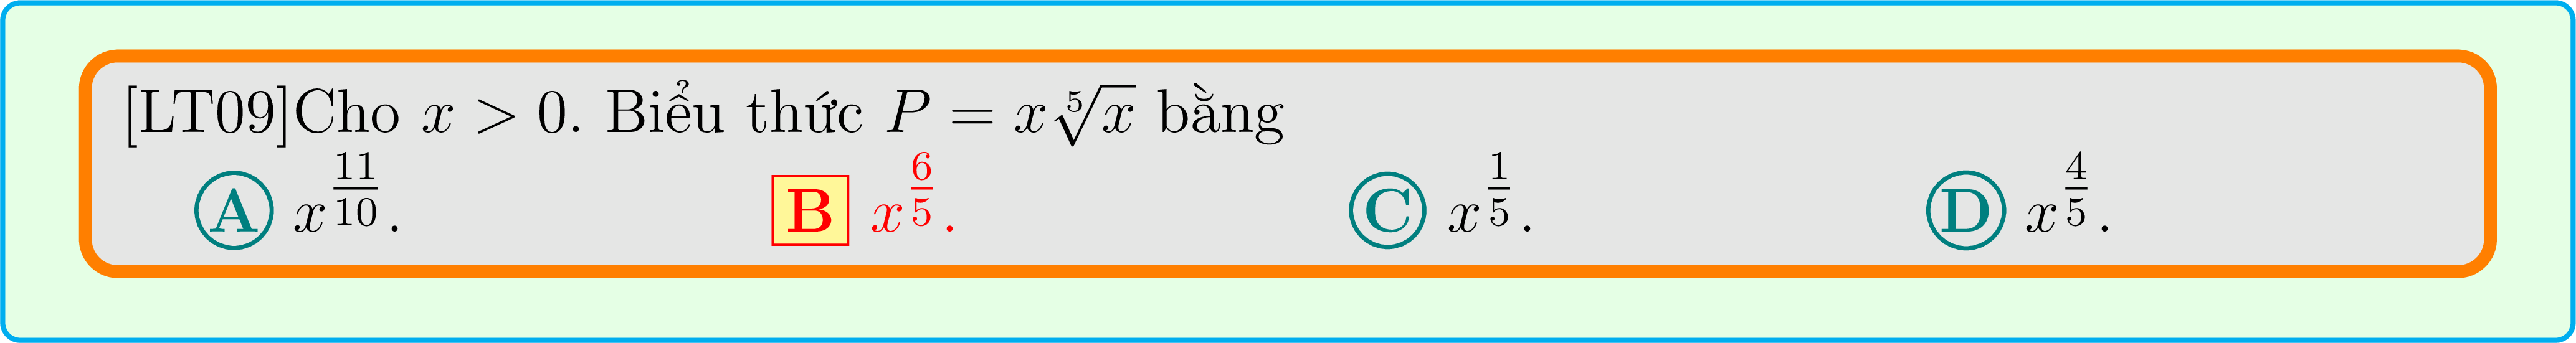 [LT09]Cho $x > 0$. Biểu thức $P = x\sqrt[5]{x}$ bằng
A $x^{\frac{11}{10}}$. B $x^{\frac{6}{5}}$. C $x^{\frac{1}{5}}$. D $x^{\frac{4}{5}}$.